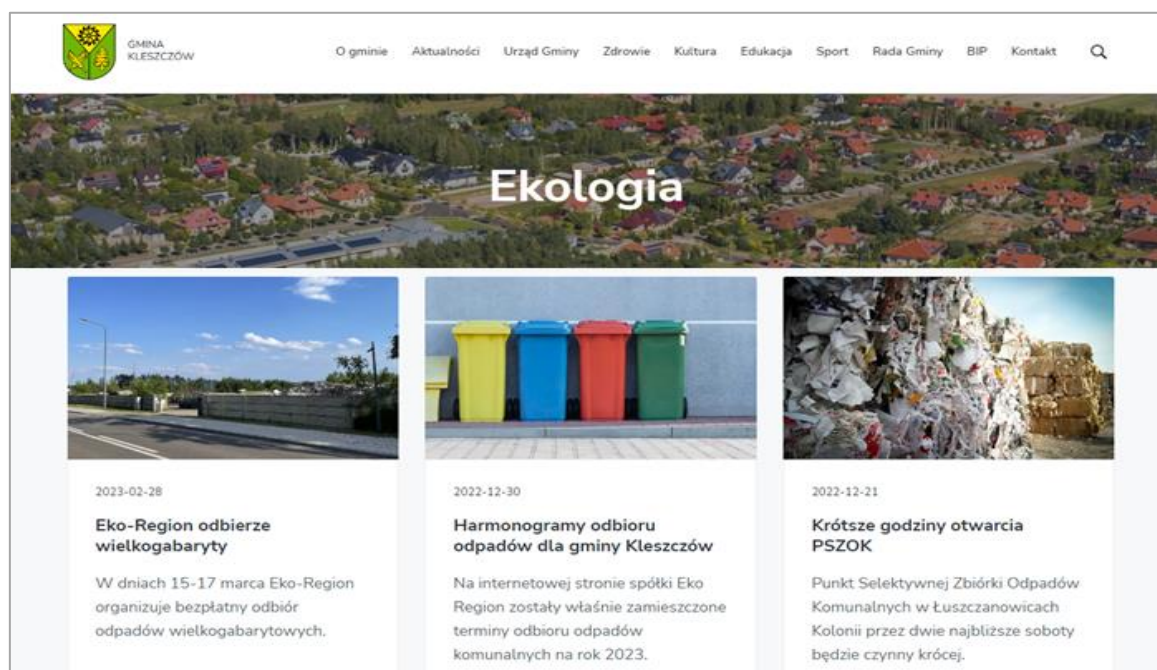 GMINA
KLESZCZÓW
O gminie Aktualności Urząd Gminy Zdrowie Kultura Edukacja Sport Rada Gminy BIP Kontakt
Ekologia
2023-02-28
Eko-Region odbierze
wielkogabaryty
W dniach 15-17 marca Eko-Region
organizuje bezpłatny odbiór
odpadów wielkogabarytowych.
2022-12-30
Harmonogramy odbioru
odpadów dla gminy Kleszczów
Na internetowej stronie spółki Eko
Region zostały właśnie zamieszczone
terminy odbioru odpadów
komunalnych na rok 2023.
2022-12-21
Krótsze godziny otwarcia
PSZOK
Punkt Selektywnej Zbiórki Odpadów
Komunalnych w Łuszczanowicach
Kolonii przez dwie najbliższe soboty
będzie czynny krócej.